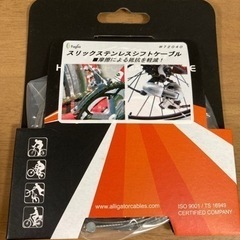 スリックステンレスシフトケーブル
■摩擦による抵抗を軽減!
ISO 9001 / TS 16949
CERTIFIED COMPANY
www.alligatorcables.com